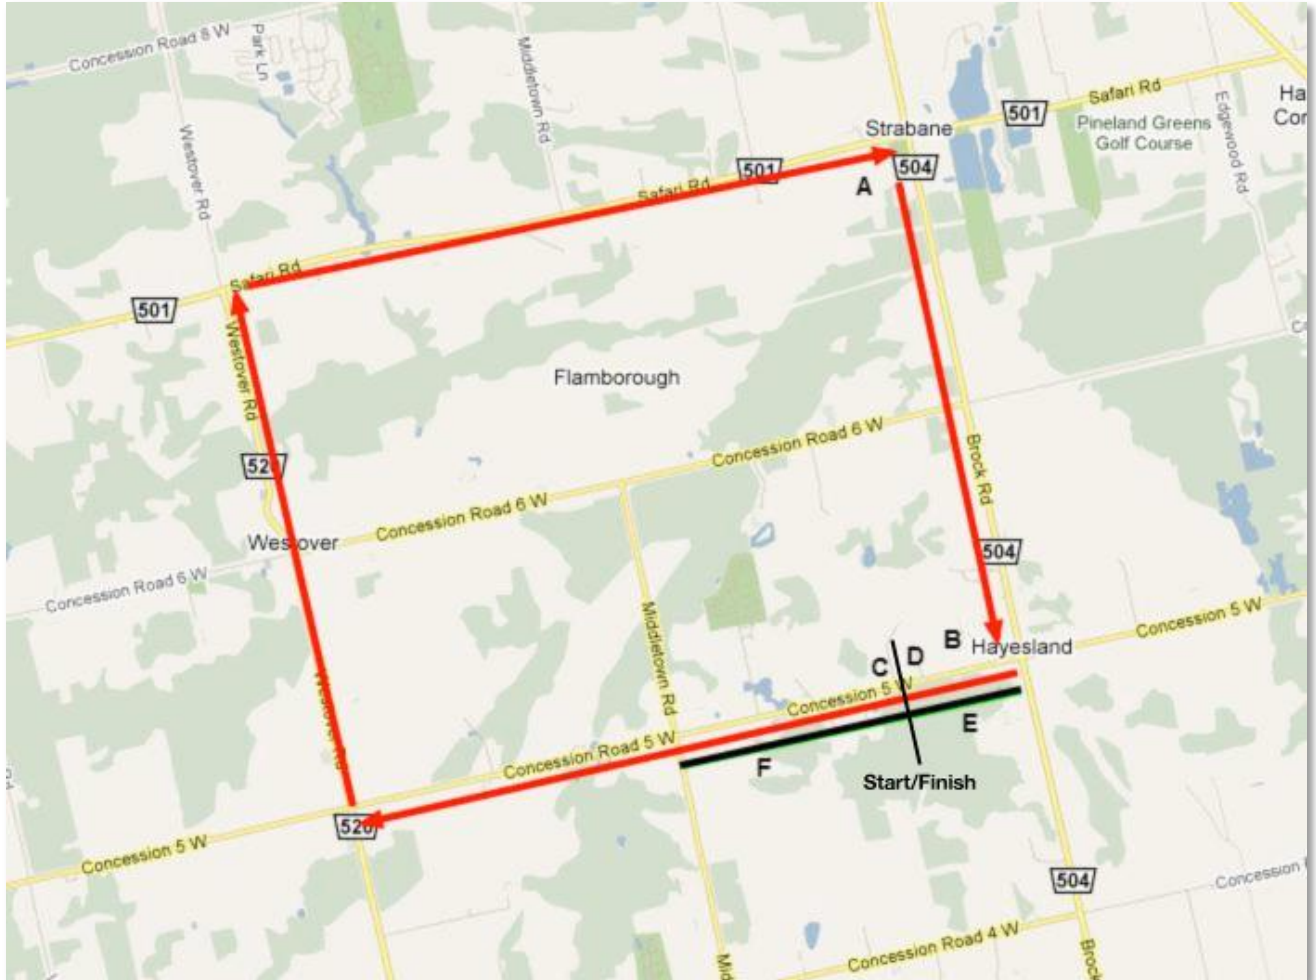 Concession Road 8 W
Park Ln
Middletown Rd
Westover Rd
Strabane
501
Safari Rd
Pineland Greens
Golf Course
Edgewood Rd
Ha
Cor
504
A
501
Safari Rd
Safari Rd
501
Westover Rd
Flamborough
Concession Road 6 W
Brock Rd
Concession Road 6 W
Westover
Concession Road 6 W
504
Middletown Rd
Concession 5 W
B
Hayesland
C
D
Concession 5 W
E
Westover Rd
Concession Road 5 W
F
Start/Finish
Concession 5 W
504
Concession
Concession Road 4 W
Mid
Brock